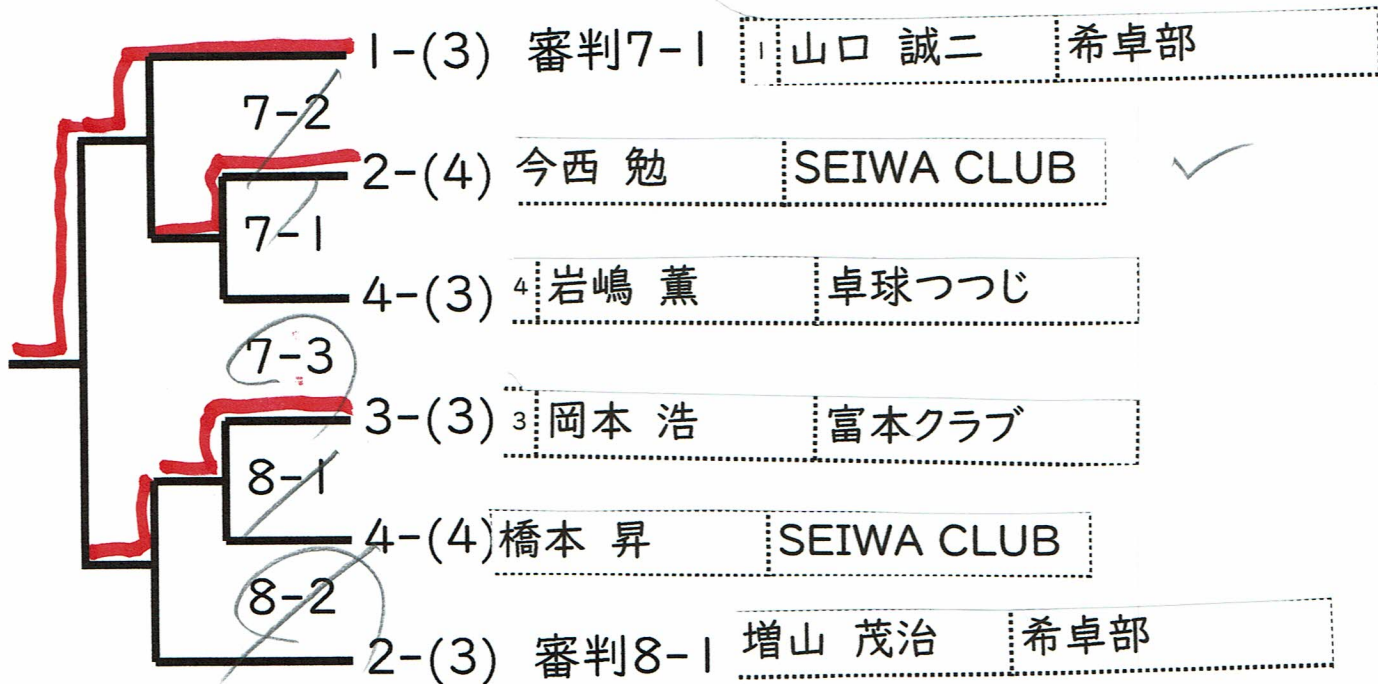 1-(3) 審判7-1 1 山口 誠二 希卓部
7-2
2-(4) 今西 勉 SEIWA CLUB
7-1
4-(3) 4 岩嶋 薫 卓球つつじ
7-3
3-(3) 3 岡本 浩 富本クラブ
8-1
4-(4) 橋本 昇 SEIWA CLUB
8-2
2-(3) 審判8-1 増山 茂治 希卓部